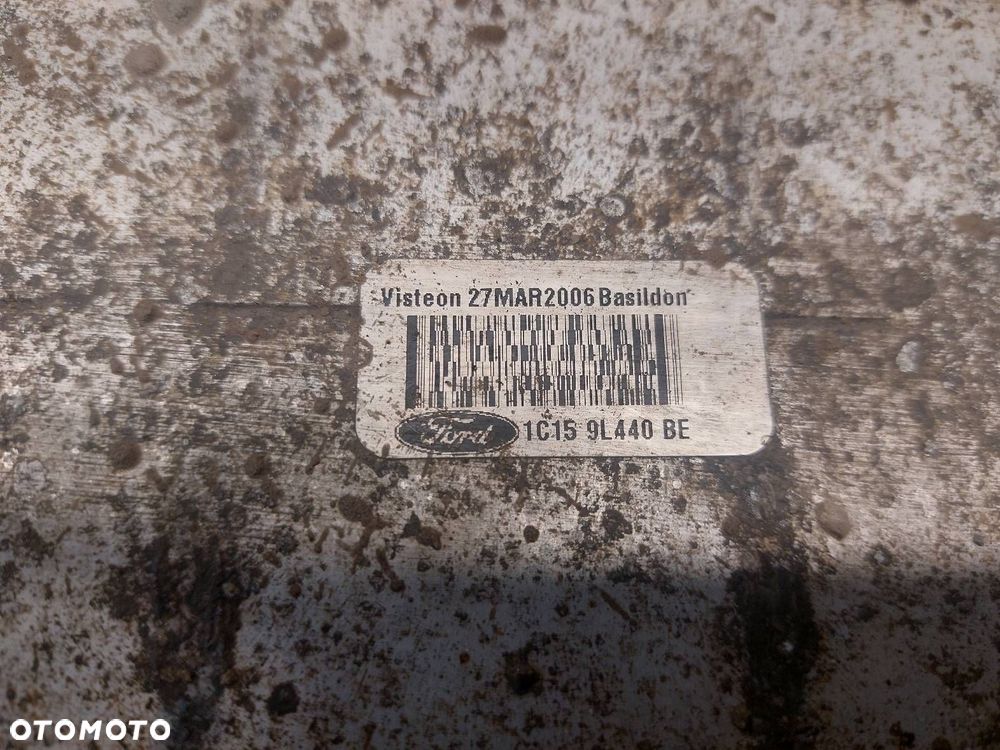 Visteon 27MAR2006 Basildon
Ford 1C15 9L440 BE
OTOMOTO